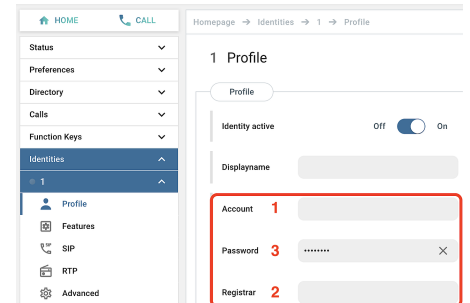 HOME
CALL
Homepage → Identities → 1 → Profile
Status
Preferences
Directory
Calls
Function Keys
Identities
1
Profile
Features
SIP
RTP
Advanced
1 Profile
Profile
Identity active
Off
On
Displayname
Account 1
Password 3 ········
Registrar 2